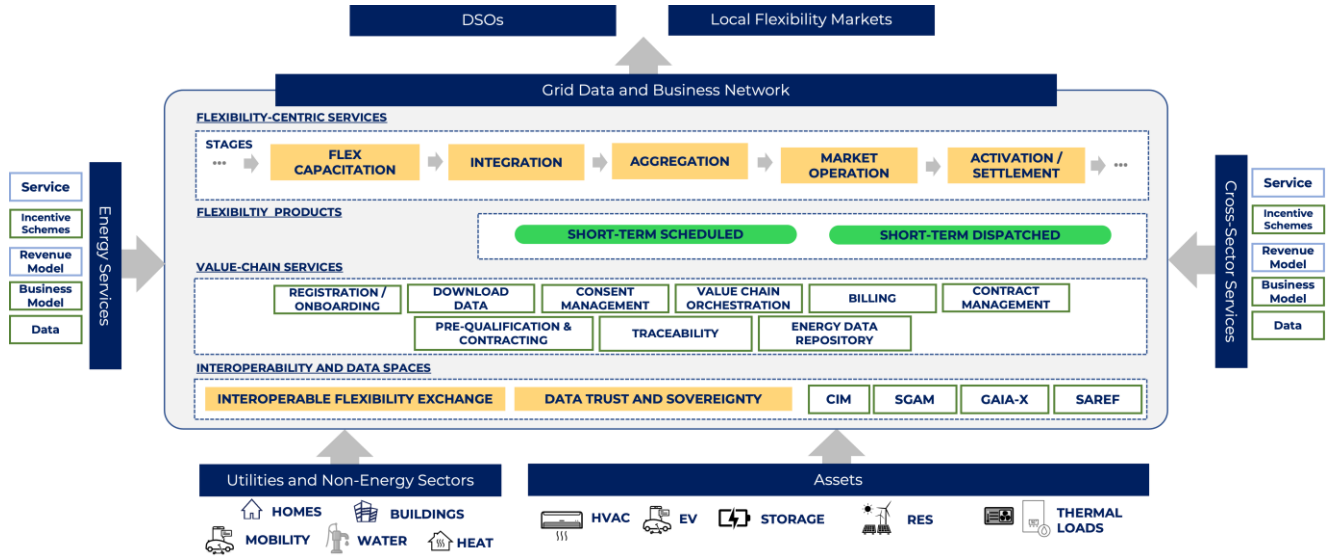 DSOs
Local Flexibility Markets
Grid Data and Business Network
FLEXIBILITY-CENTRIC SERVICES
STAGES
...
FLEX
CAPACITATION
INTEGRATION
AGGREGATION
MARKET
OPERATION
ACTIVATION /
SETTLEMENT
...
FLEXIBILTIY PRODUCTS
SHORT-TERM SCHEDULED
SHORT-TERM DISPATCHED
VALUE-CHAIN SERVICES
REGISTRATION /
ONBOARDING
DOWNLOAD
DATA
CONSENT
MANAGEMENT
VALUE CHAIN
ORCHESTRATION
BILLING
CONTRACT
MANAGEMENT
PRE-QUALIFICATION &
CONTRACTING
TRACEABILITY
ENERGY DATA
REPOSITORY
INTEROPERABILITY AND DATA SPACES
INTEROPERABLE FLEXIBILITY EXCHANGE
DATA TRUST AND SOVEREIGNTY
CIM
SGAM
GAIA-X
SAREF
Service
Incentive
Schemes
Revenue
Model
Business
Model
Data
Energy Services
Cross-Sector Services
Service
Incentive
Schemes
Revenue
Model
Business
Model
Data
Utilities and Non-Energy Sectors
HOMES
BUILDINGS
MOBILITY
WATER
HEAT
Assets
HVAC
EV
STORAGE
RES
THERMAL
LOADS